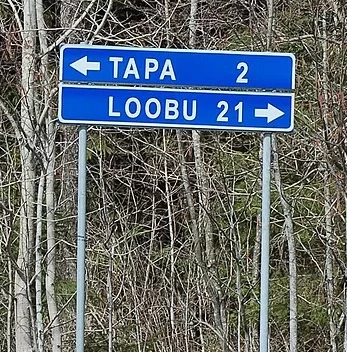 ← TAPA 2
LOOBU 21 →